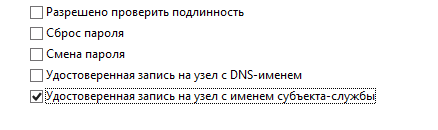 Разрешено проверить подлинность
Сброс пароля
Смена пароля
Удостоверенная запись на узел с DNS-именем
Удостоверенная запись на узел с именем субъекта-службы